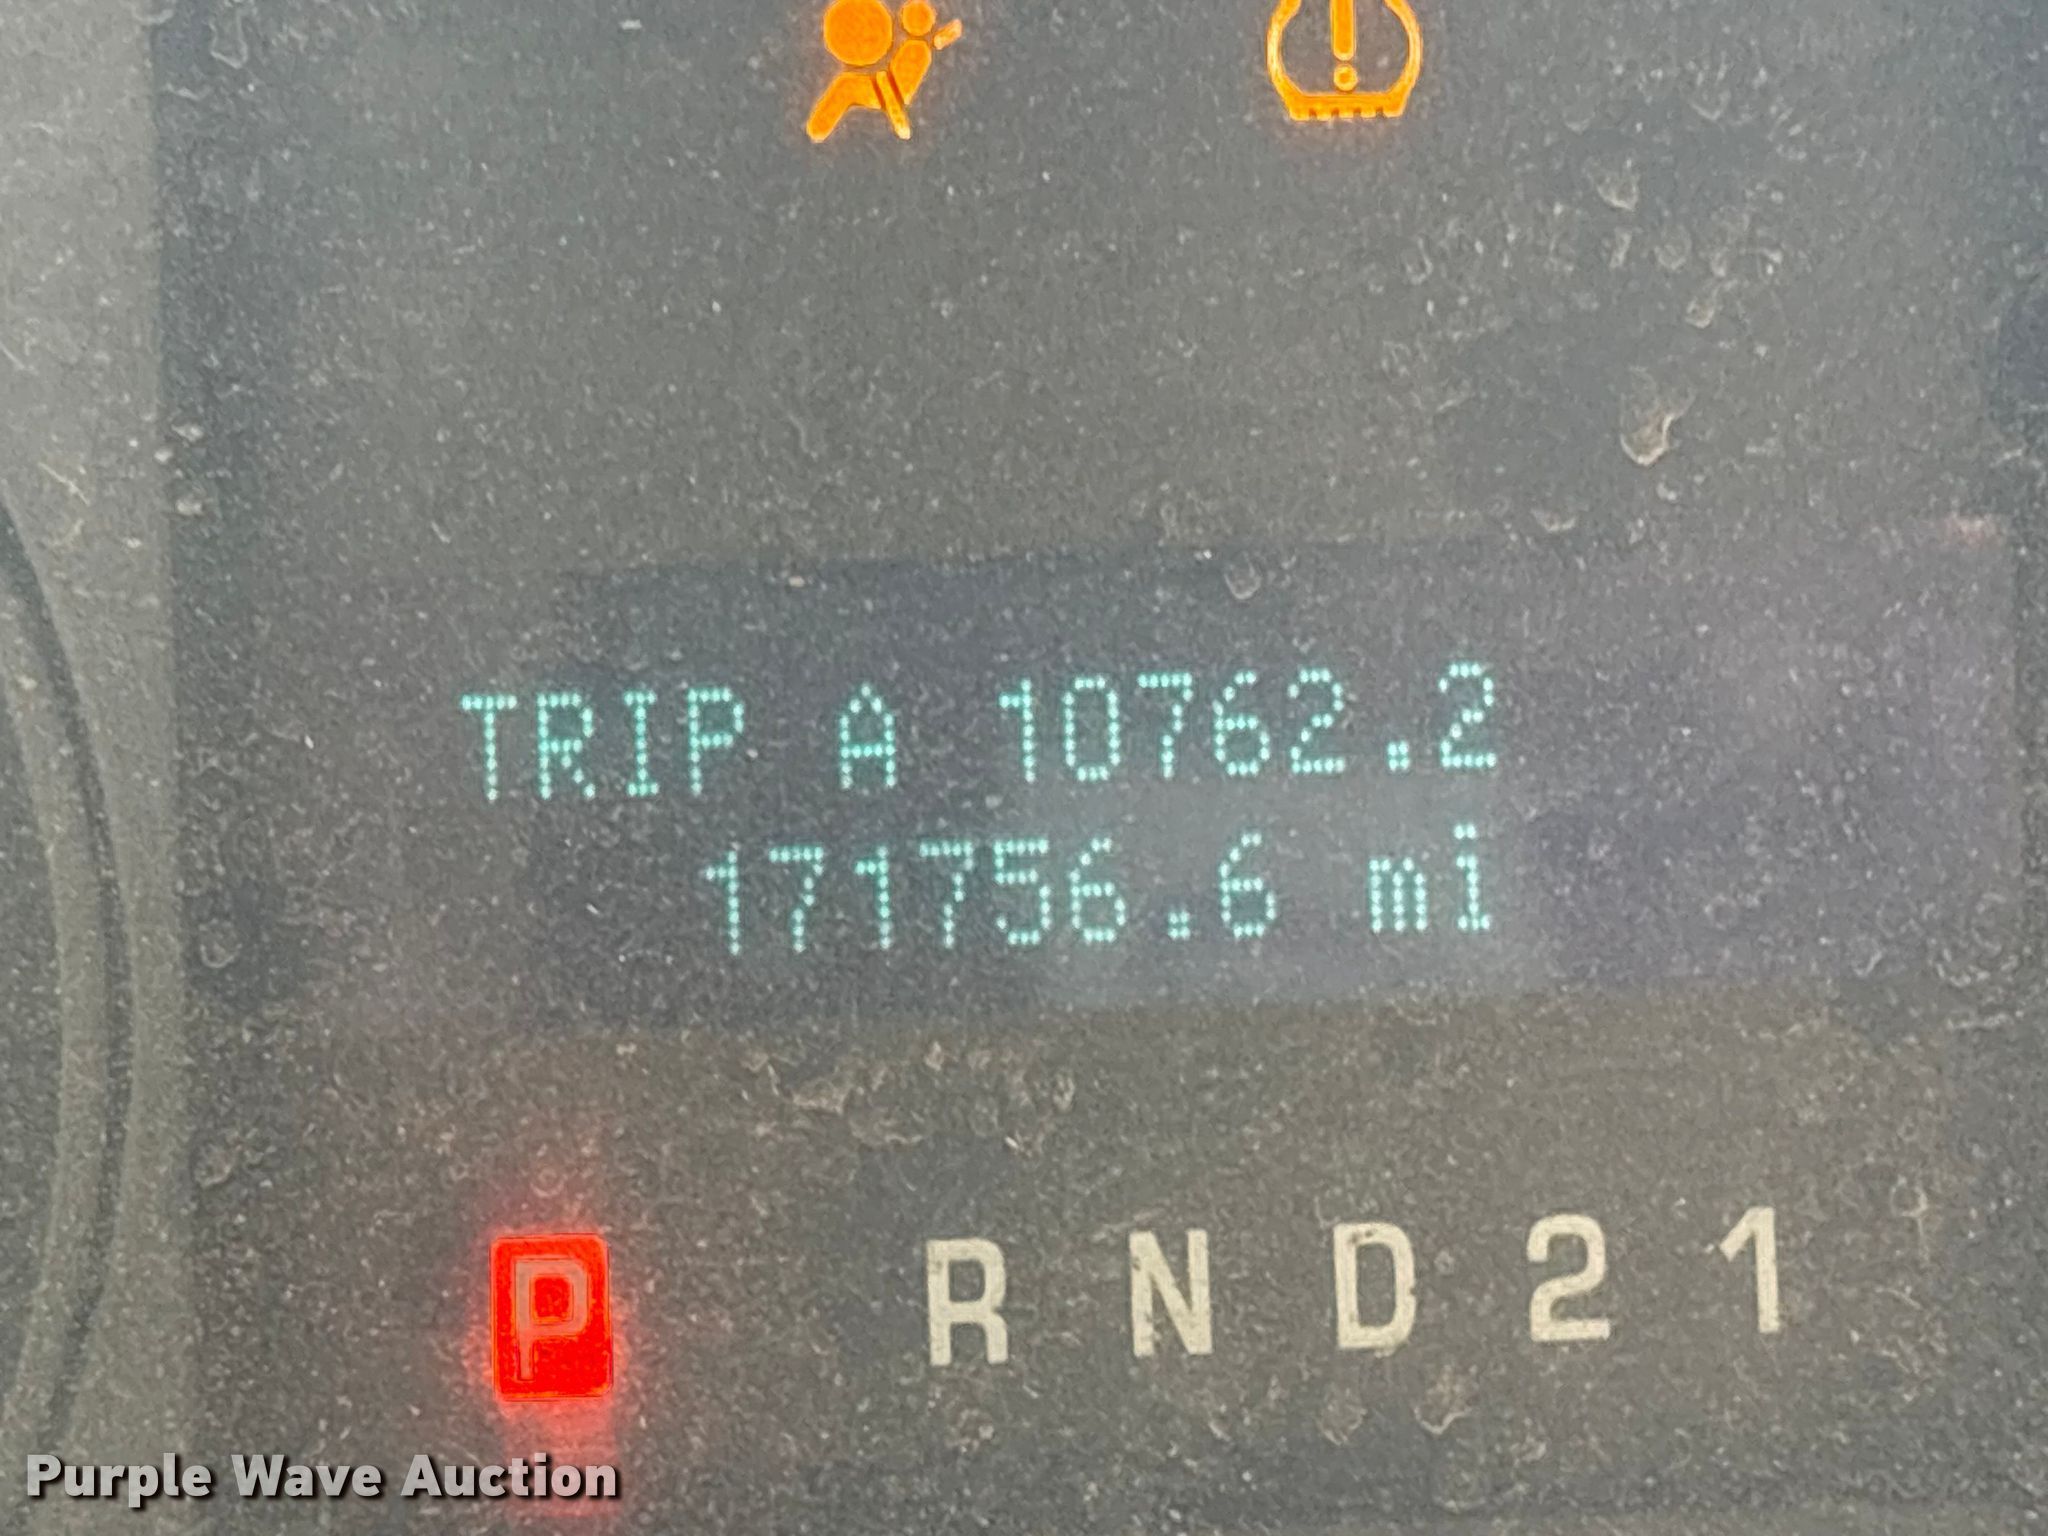 TRIP A 10762.2
171756.6 mi
P R N D 2 1
Purple Wave Auction